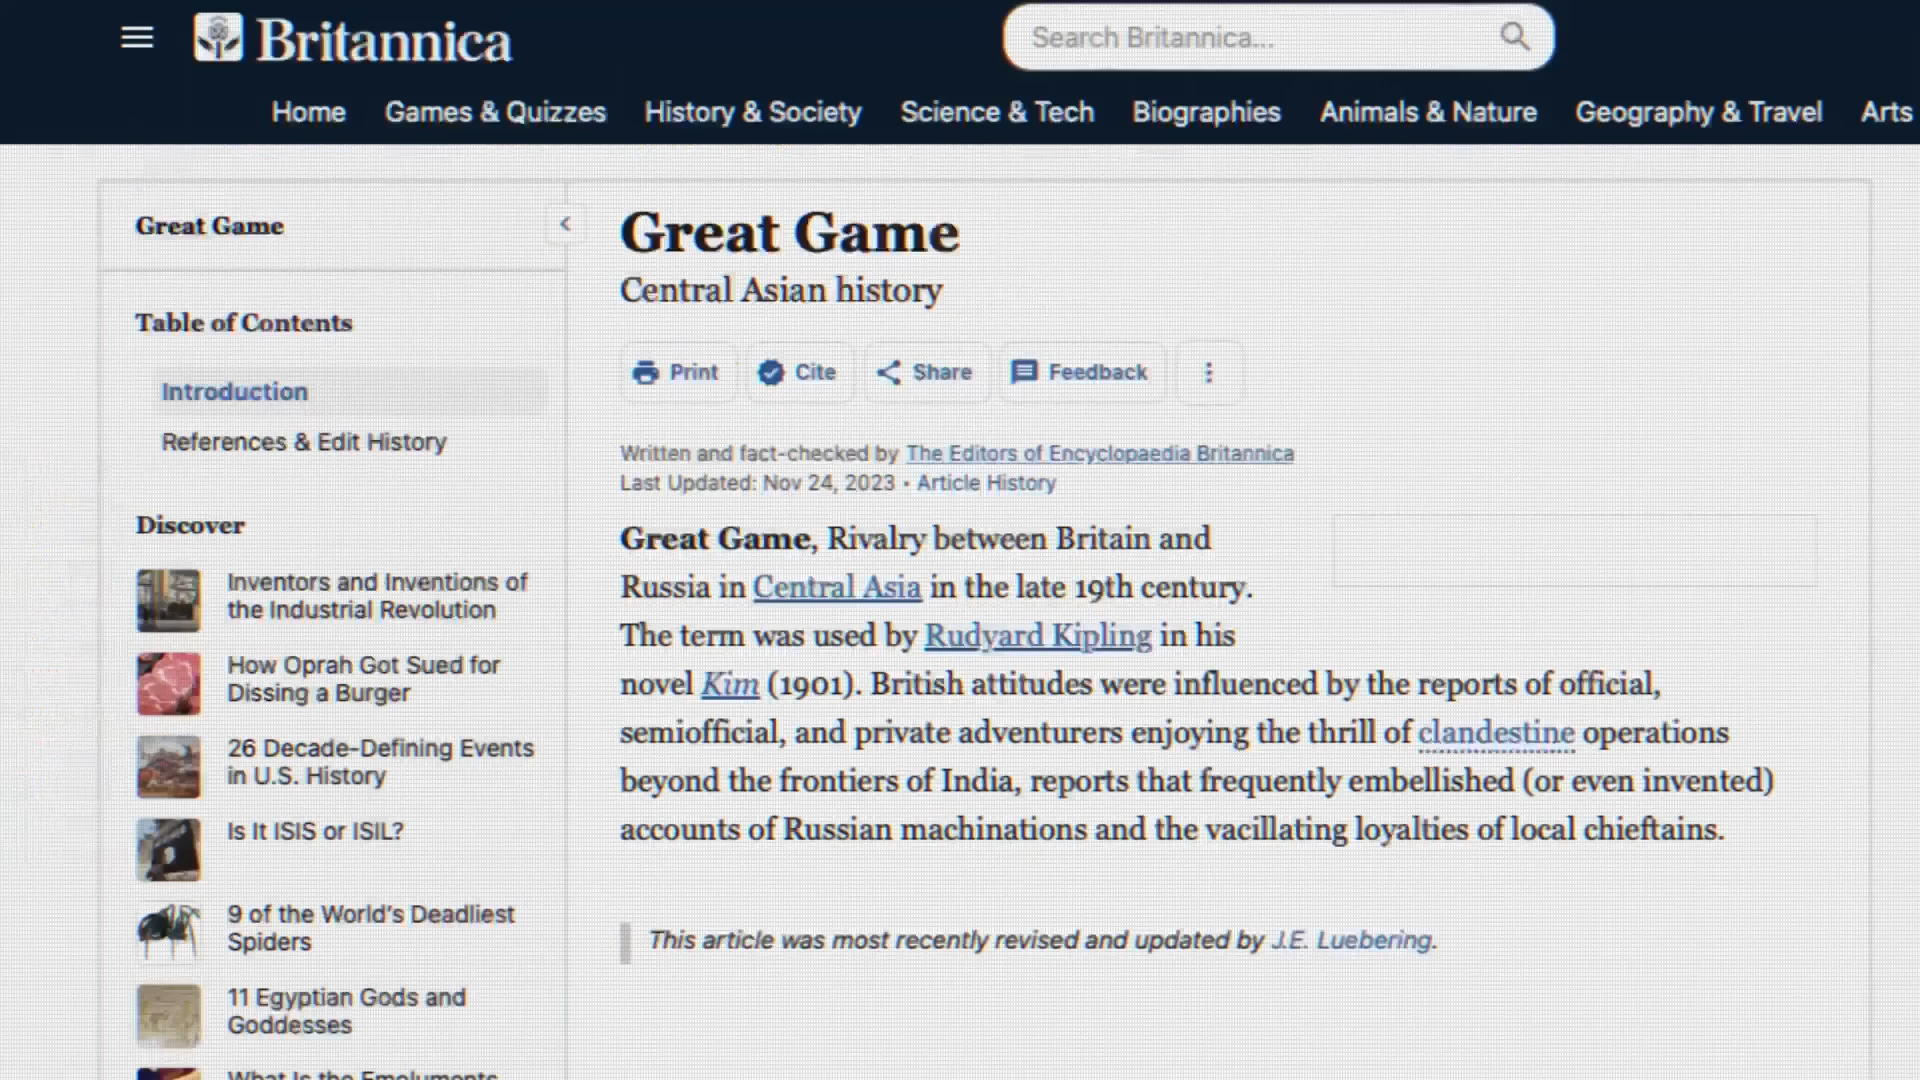 Britannica
Search Britannica...
Home Games & Quizzes History & Society Science & Tech Biographies Animals & Nature Geography & Travel Arts
Great Game
Table of Contents
Introduction
References & Edit History
Discover
Inventors and Inventions of
the Industrial Revolution
How Oprah Got Sued for
Dissing a Burger
26 Decade-Defining Events
in U.S. History
Is It ISIS or ISIL?
9 of the World's Deadliest
Spiders
11 Egyptian Gods and
Goddesses
What Is the Emoluments
Great Game
Central Asian history
Print Cite Share Feedback
Written and fact-checked by The Editors of Encyclopaedia Britannica
Last Updated: Nov 24, 2023 • Article History
Great Game, Rivalry between Britain and
Russia in Central Asia in the late 19th century.
The term was used by Rudyard Kipling in his
novel Kim (1901). British attitudes were influenced by the reports of official,
semiofficial, and private adventurers enjoying the thrill of clandestine operations
beyond the frontiers of India, reports that frequently embellished (or even invented)
accounts of Russian machinations and the vacillating loyalties of local chieftains.
This article was most recently revised and updated by J.E. Luebering.